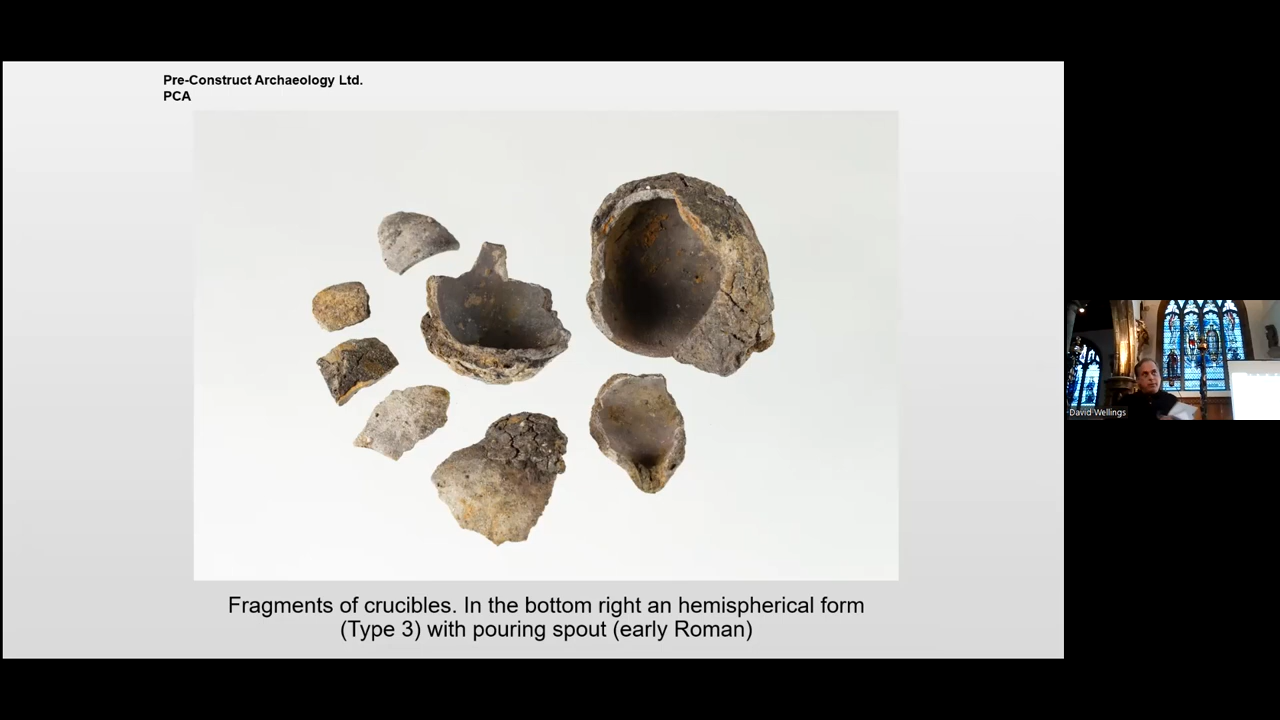 Pre-Construct Archaeology Ltd.
PCA
Fragments of crucibles. In the bottom right an hemispherical form
(Type 3) with pouring spout (early Roman)
David Wellings